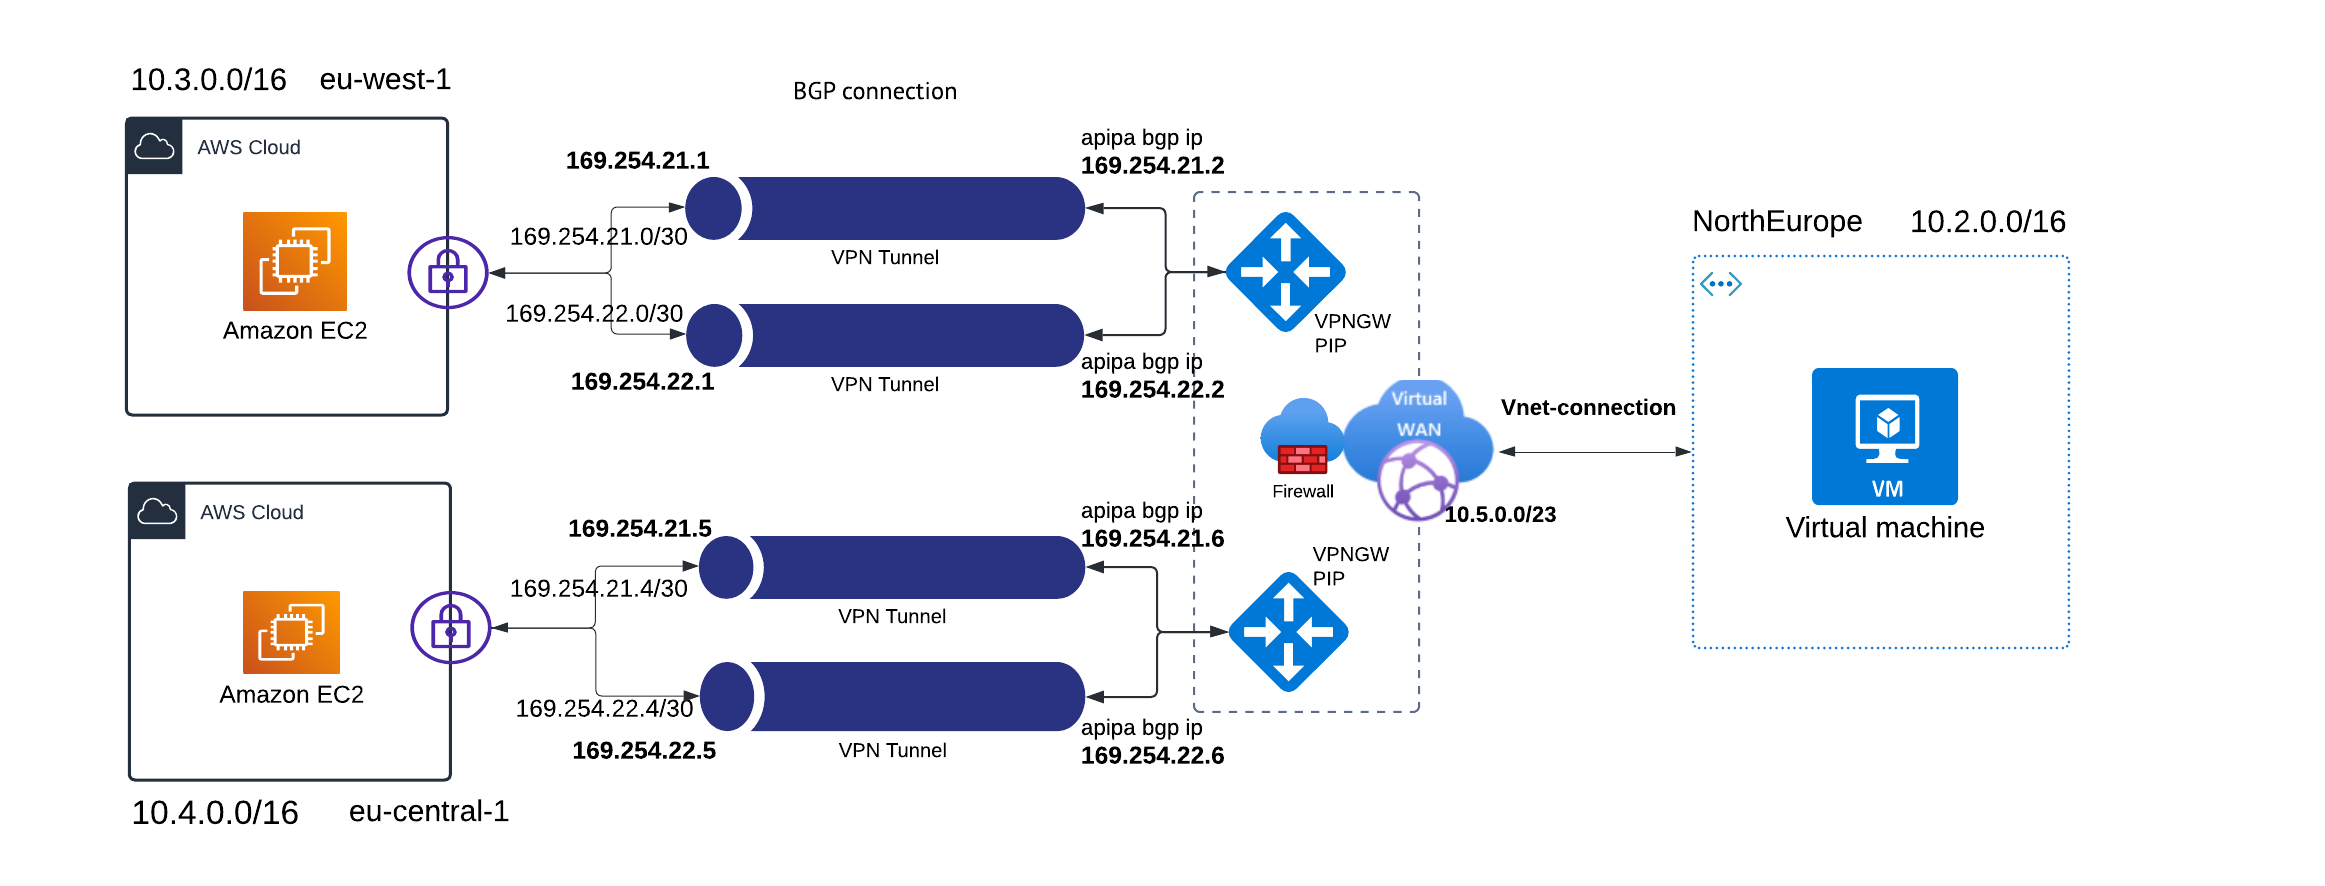 10.3.0.0/16 eu-west-1
BGP connection
AWS Cloud
Amazon EC2
169.254.21.1
169.254.21.0/30
169.254.22.0/30
169.254.22.1
VPN Tunnel
VPN Tunnel
apipa bgp ip
169.254.21.2
apipa bgp ip
169.254.22.2
VPNGW
PIP
Firewall
Virtual
WAN
10.5.0.0/23
Vnet-connection
NorthEurope 10.2.0.0/16
VM
Virtual machine
AWS Cloud
Amazon EC2
10.4.0.0/16 eu-central-1
169.254.21.5
169.254.21.4/30
169.254.22.4/30
169.254.22.5
VPN Tunnel
VPN Tunnel
apipa bgp ip
169.254.21.6
apipa bgp ip
169.254.22.6
VPNGW
PIP